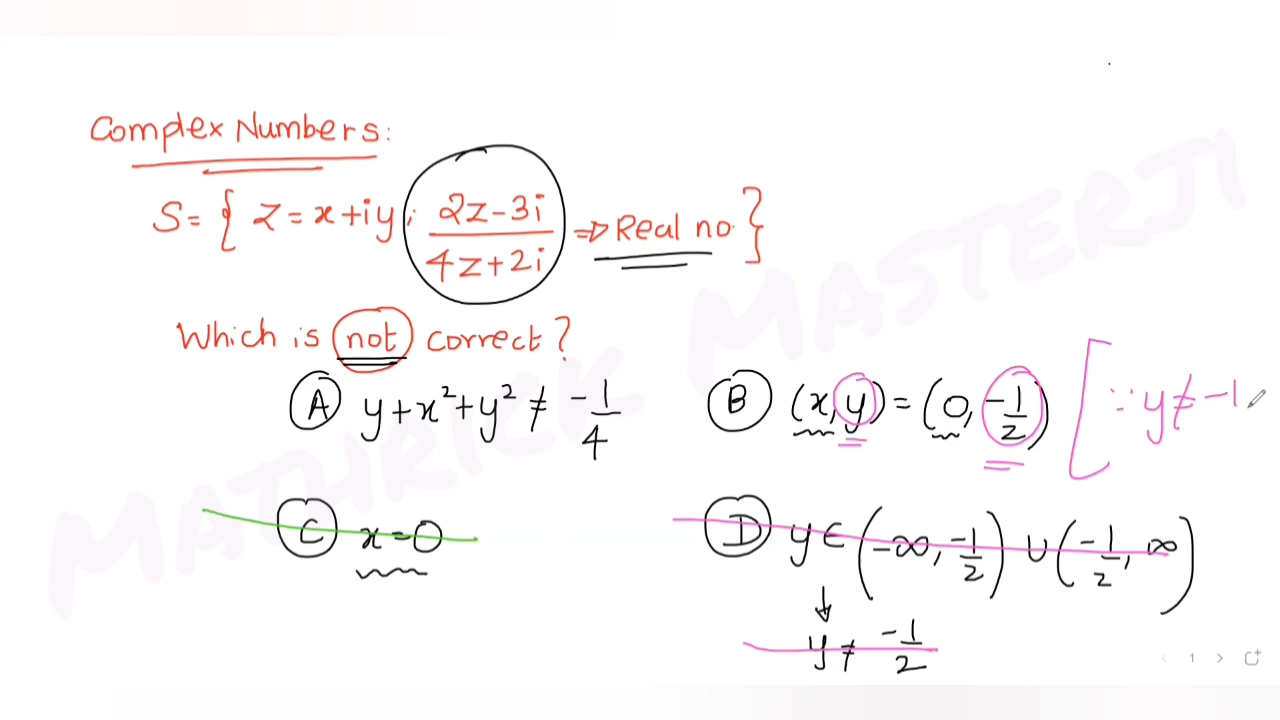 Complex Numbers:
S = { z = x+iy ; (2z-3i)/(4z+2i) ⇒ Real no. }
Which is not correct?
(A) y+x²+y² ≠ -1/4
(B) (x,y) = (0, -1/2) [∵ y ≠ -1
(C) x=0
(D) y∈(-∞, -1/2) ∪ (-1/2, ∞)
↓
y ≠ -1/2
MATHRICK MASTERJI
1